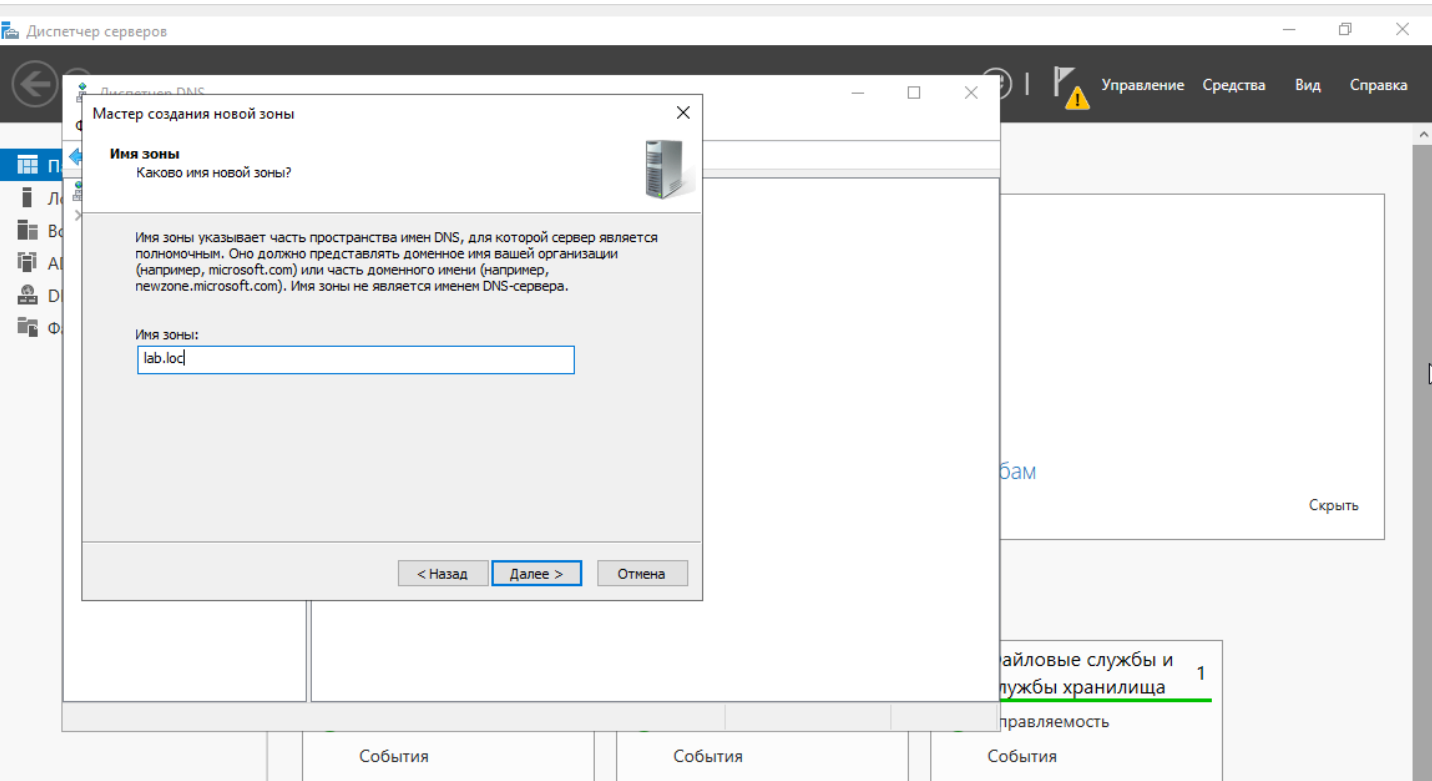 Диспетчер серверов
Управление Средства Вид Справка
Диспетчер DNS
Мастер создания новой зоны
Имя зоны
Каково имя новой зоны?
Имя зоны указывает часть пространства имен DNS, для которой сервер является
полномочным. Оно должно представлять доменное имя вашей организации
(например, microsoft.com) или часть доменного имени (например,
newzone.microsoft.com). Имя зоны не является именем DNS-сервера.
Имя зоны:
lab.loc
< Назад Далее > Отмена
бам
Скрыть
айловые службы и
лужбы хранилища
1
правляемость
События События События